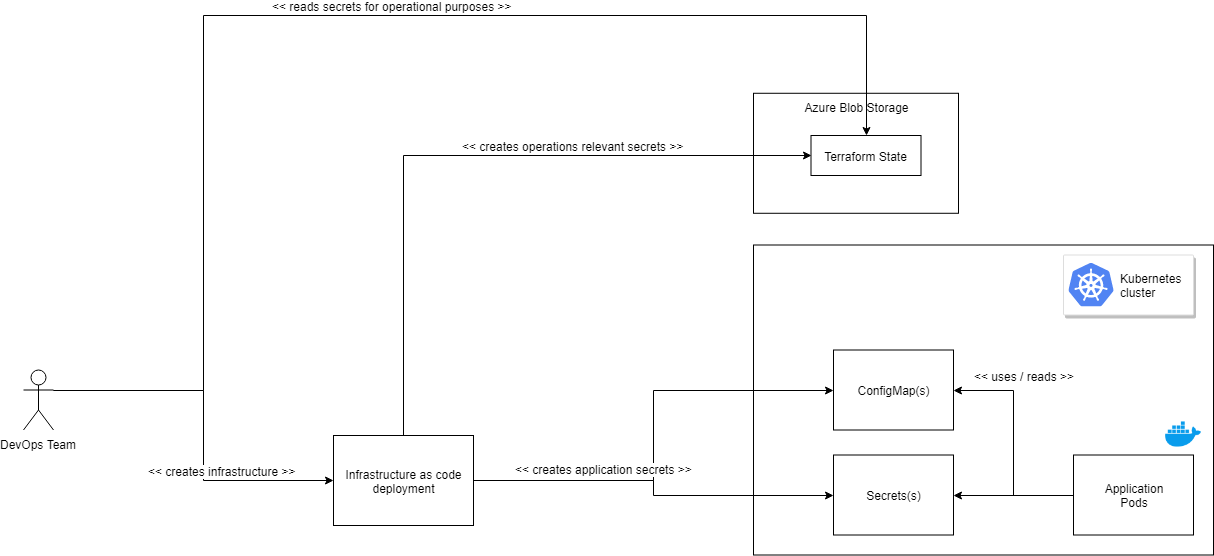 << reads secrets for operational purposes >>
Azure Blob Storage
<< creates operations relevant secrets >>
Terraform State
Kubernetes
cluster
<< uses / reads >>
ConfigMap(s)
DevOps Team
<< creates infrastructure >>
Infrastructure as code
deployment
<< creates application secrets >>
Secrets(s)
Application
Pods